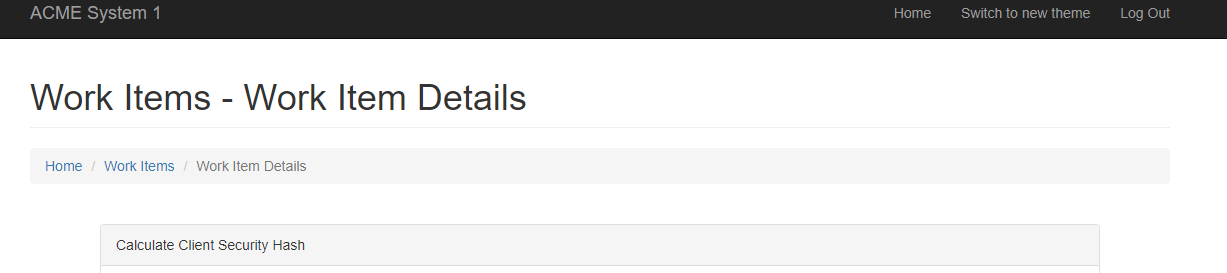 ACME System 1 Home Switch to new theme Log Out
Work Items - Work Item Details
Home / Work Items / Work Item Details
Calculate Client Security Hash